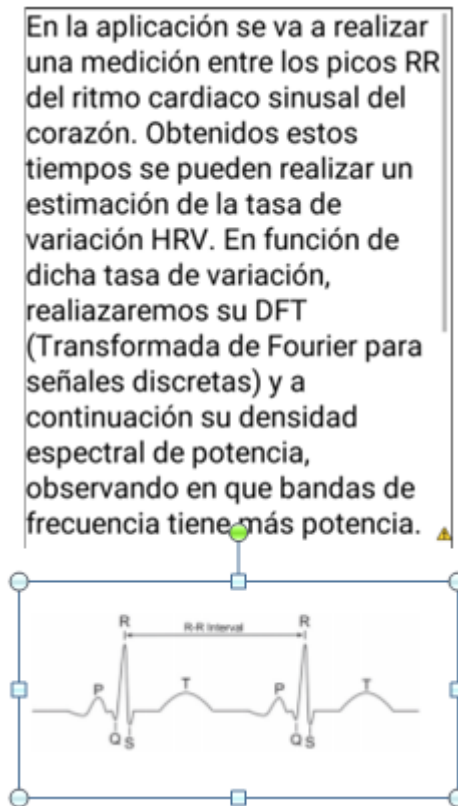 En la aplicación se va a realizar
una medición entre los picos RR
del ritmo cardiaco sinusal del
corazón. Obtenidos estos
tiempos se pueden realizar un
estimación de la tasa de
variación HRV. En función de
dicha tasa de variación,
realiazaremos su DFT
(Transformada de Fourier para
señales discretas) y a
continuación su densidad
espectral de potencia,
observando en que bandas de
frecuencia tiene más potencia.
R R
R-R Interval
P T P T
Q S Q S